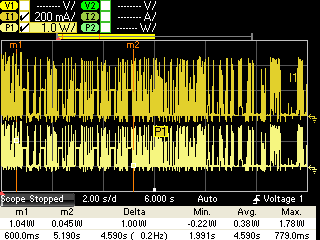 V1 ------ V/ V2 ------ V/
I1 200 mA/ I2 ------ A/
P1 1.0 W/ P2 ------ W/
m1 m2
I1
P1
Scope Stopped 2.00 s/d 6.000 s Auto Voltage 1
m1 m2 Delta Min. Avg. Max.
1.04W 0.045W 1.00W -0.22W 0.38W 1.78W
600.0ms 5.190s 4.590s ( 0.2Hz) 1.991s 4.590s 779.0ms